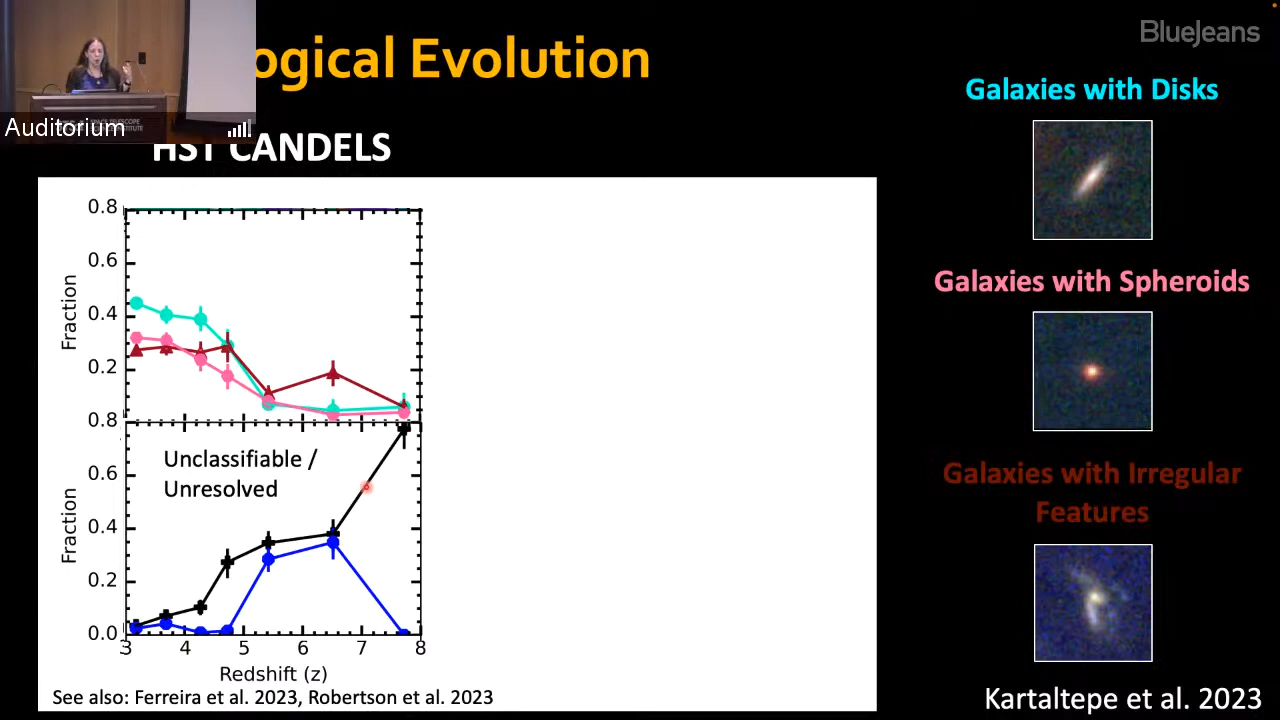 ogical Evolution
BlueJeans
Auditorium
SPACE TELESCOPE
HST CANDELS
Galaxies with Disks
Galaxies with Spheroids
Galaxies with Irregular
Features
0.8
0.6
0.4
0.2
Fraction
0.8
0.6
0.4
0.2
0.0
Fraction
Unclassifiable /
Unresolved
3 4 5 6 7 8
Redshift (z)
See also: Ferreira et al. 2023, Robertson et al. 2023
Kartaltepe et al. 2023